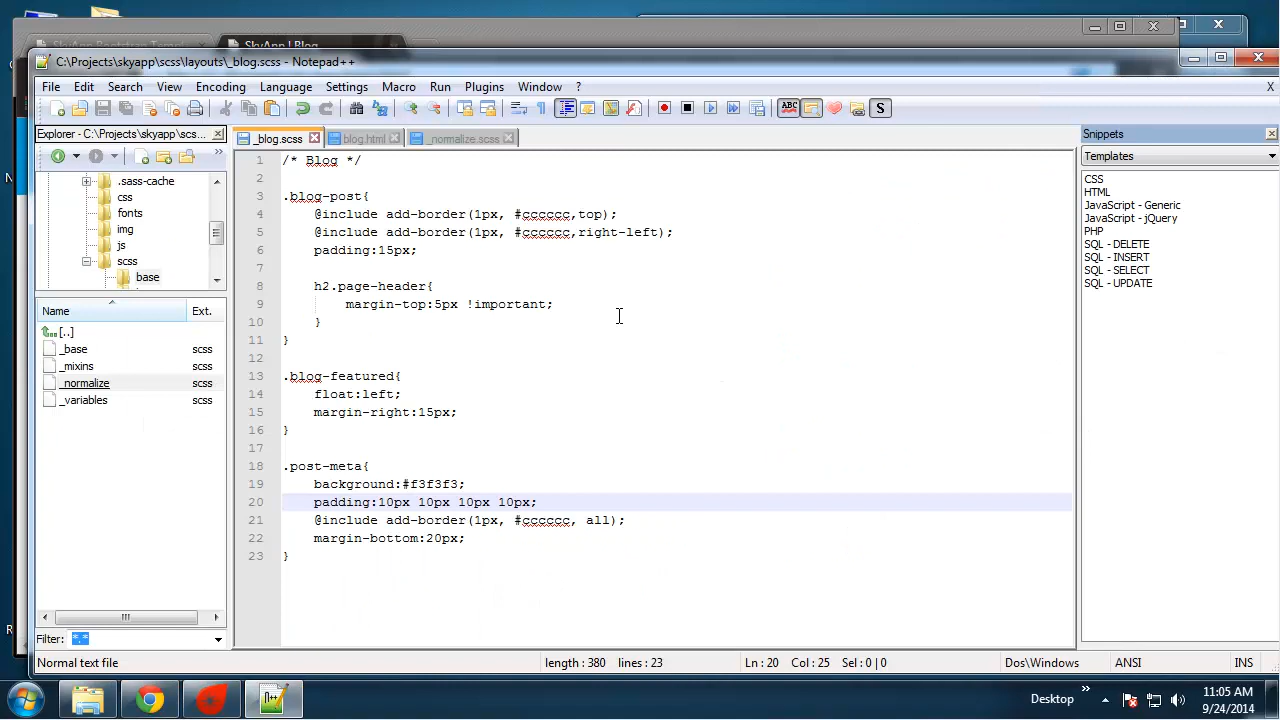 SkyApp Bootstrap Temp
SkyApp | Blog
C:\Projects\skyapp\scss\layouts\_blog.scss - Notepad++
File Edit Search View Encoding Language Settings Macro Run Plugins Window ? X
ABC S
Explorer - C:\Projects\skyapp\scs...
_blog.scss blog.html _normalize.scss
Snippets
Templates
.sass-cache
css
fonts
img
js
scss
base
Name Ext.
[..]
_base scss
_mixins scss
_normalize scss
_variables scss
Filter: *.*
1 /* Blog */
2
3 .blog-post{
4 @include add-border(1px, #cccccc,top);
5 @include add-border(1px, #cccccc,right-left);
6 padding:15px;
7
8 h2.page-header{
9 margin-top:5px !important;
10 }
11 }
12
13 .blog-featured{
14 float:left;
15 margin-right:15px;
16 }
17
18 .post-meta{
19 background:#f3f3f3;
20 padding:10px 10px 10px 10px;
21 @include add-border(1px, #cccccc, all);
22 margin-bottom:20px;
23 }
CSS
HTML
JavaScript - Generic
JavaScript - jQuery
PHP
SQL - DELETE
SQL - INSERT
SQL - SELECT
SQL - UPDATE
Normal text file length : 380 lines : 23 Ln : 20 Col : 25 Sel : 0 | 0 Dos\Windows ANSI INS
Desktop
11:05 AM
9/24/2014